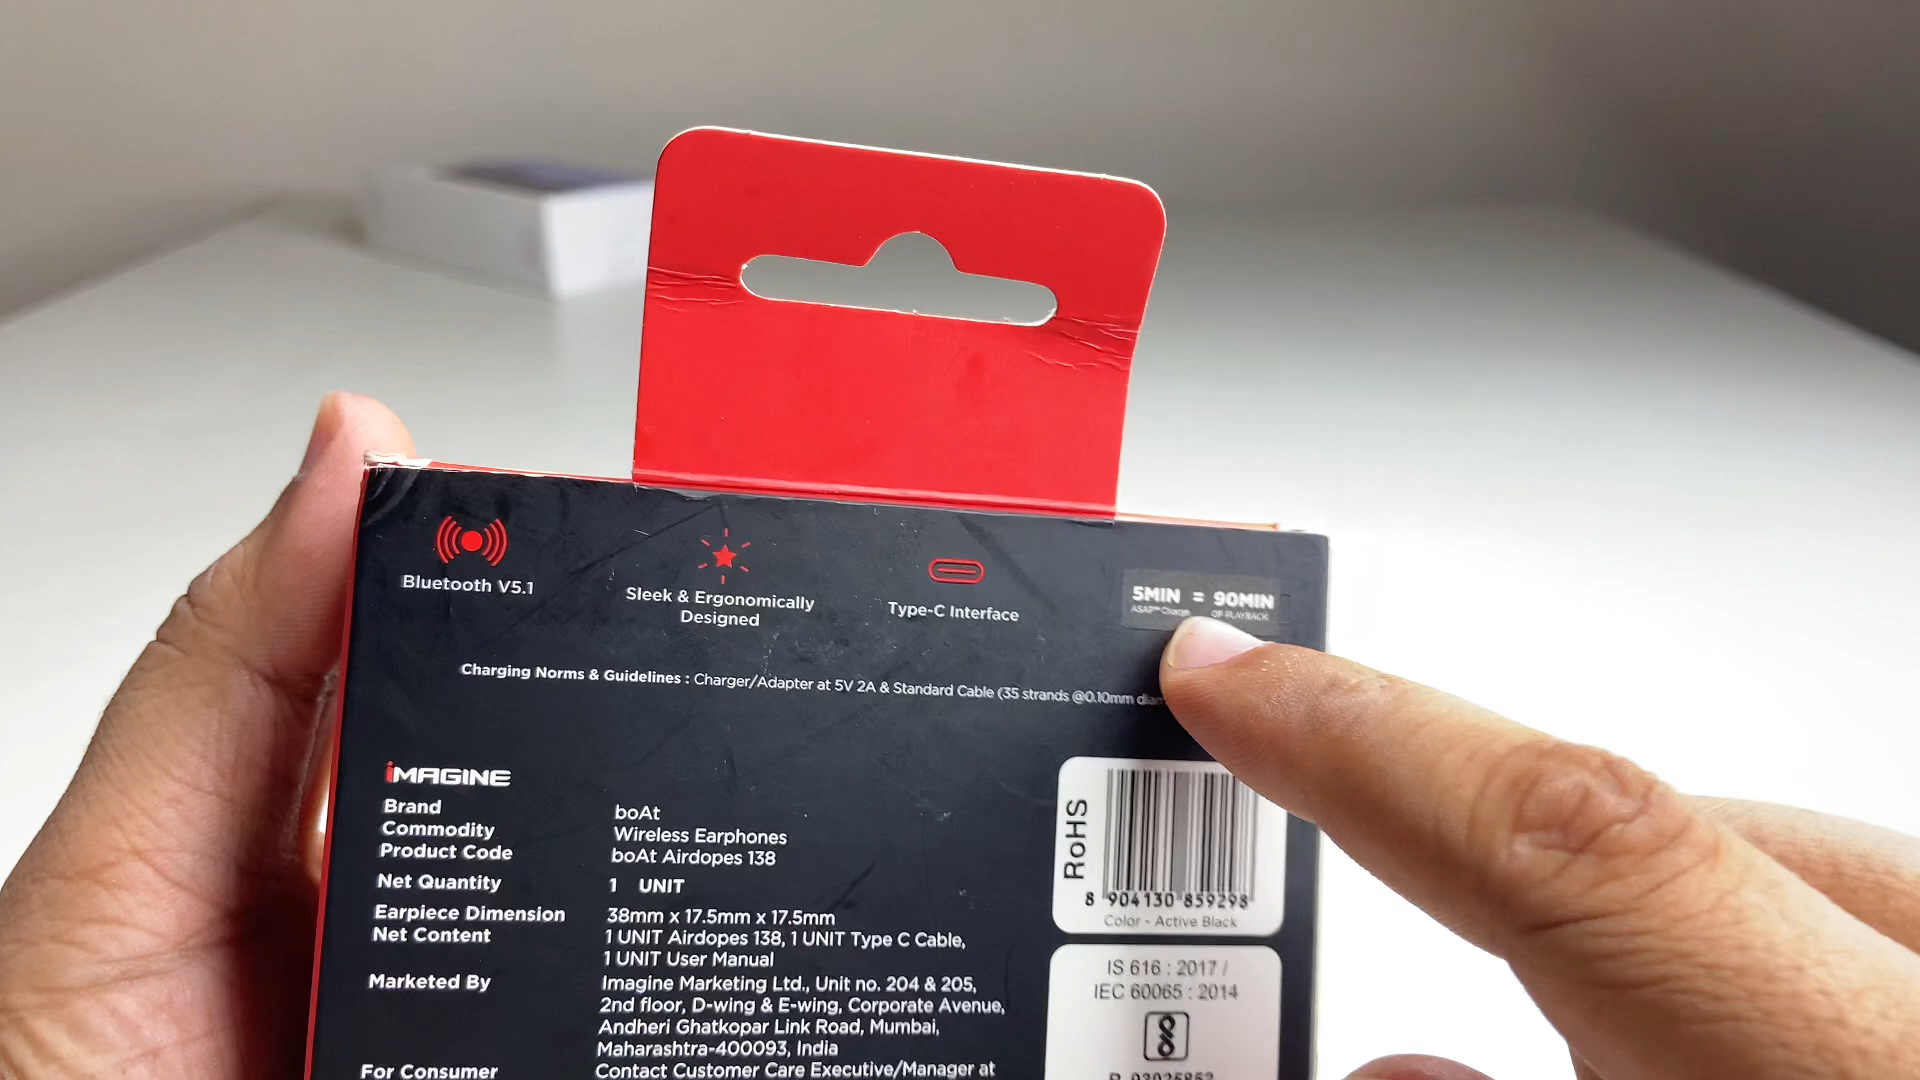 Bluetooth V5.1
Sleek & Ergonomically
Designed
Type-C Interface
5MIN = 90MIN
ASAP™ Charge OF PLAYBACK
Charging Norms & Guidelines : Charger/Adapter at 5V 2A & Standard Cable (35 strands @0.10mm
iMAGINE
Brand boAt
Commodity Wireless Earphones
Product Code boAt Airdopes 138
Net Quantity 1 UNIT
Earpiece Dimension 38mm x 17.5mm x 17.5mm
Net Content 1 UNIT Airdopes 138, 1 UNIT Type C Cable,
1 UNIT User Manual
Marketed By Imagine Marketing Ltd., Unit no. 204 & 205,
2nd floor, D-wing & E-wing, Corporate Avenue,
Andheri Ghatkopar Link Road, Mumbai,
Maharashtra-400093, India
For Consumer Contact Customer Care Executive/Manager at
RoHS
8 904130 859298
Color - Active Black
IS 616 : 2017 /
IEC 60065 : 2014